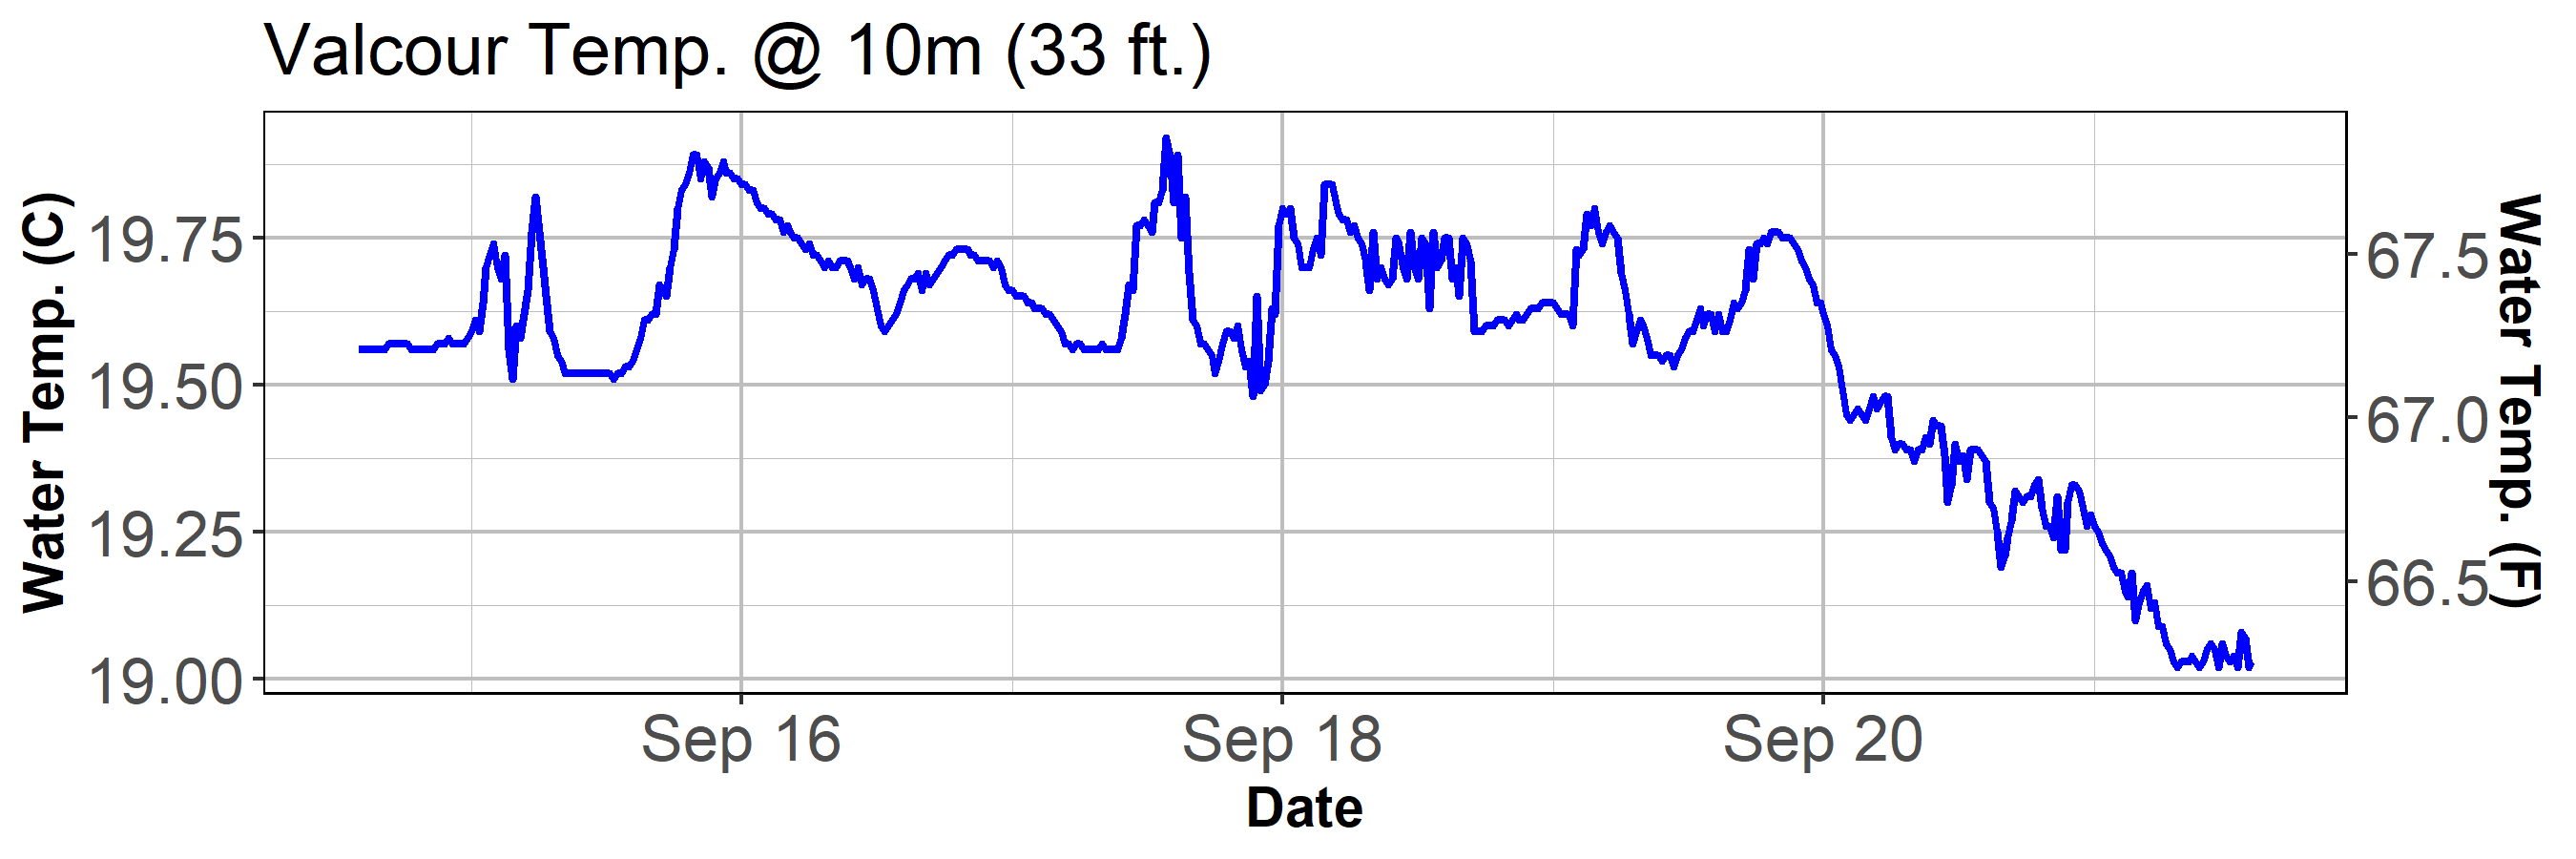 Valcour Temp. @ 10m (33 ft.)
Water Temp. (C)
19.75
19.50
19.25
19.00
67.5
67.0
66.5
Water Temp. (F)
Sep 16
Sep 18
Sep 20
Date